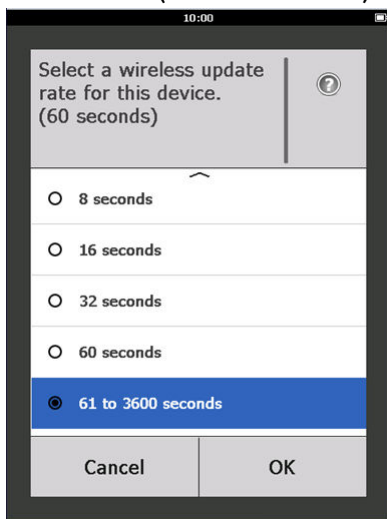 10:00
Select a wireless update
rate for this device.
(60 seconds)
?
8 seconds
16 seconds
32 seconds
60 seconds
61 to 3600 seconds
Cancel
OK